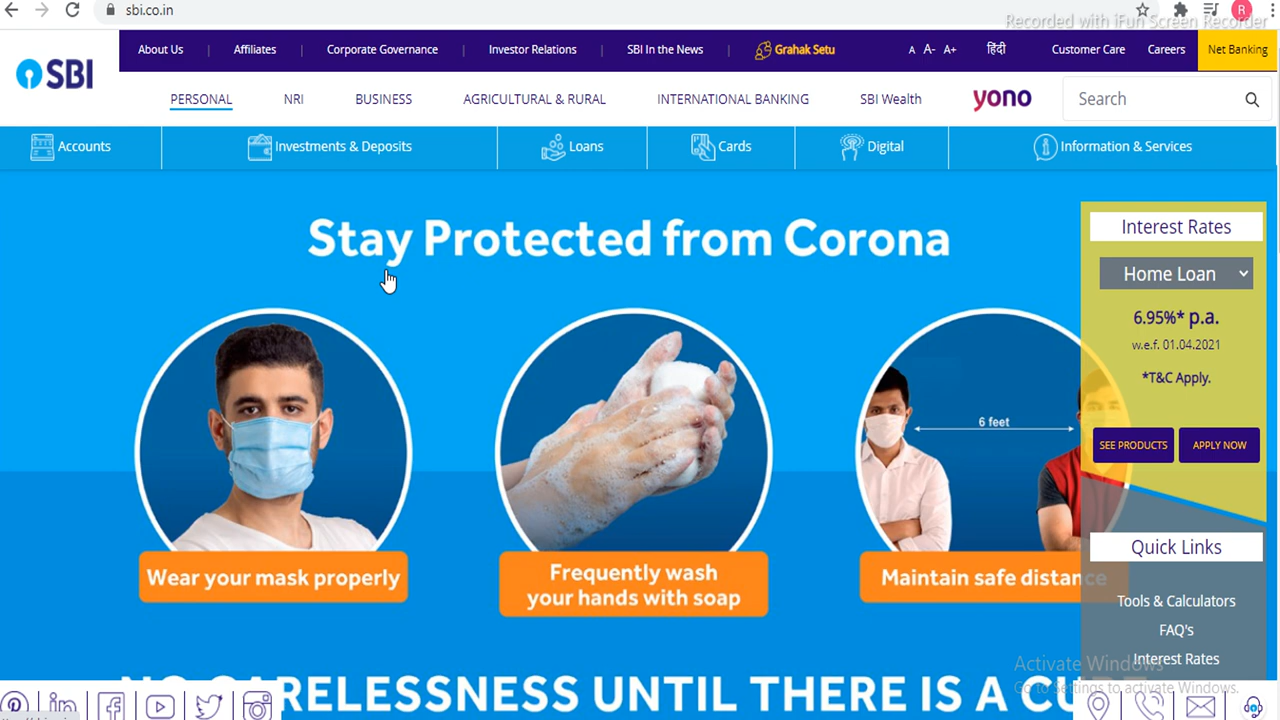 sbi.co.in
R
Recorded with iFun Screen Recorder
About Us | Affiliates | Corporate Governance | Investor Relations | SBI In the News | Grahak Setu A A- A+ हिंदी Customer Care Careers Net Banking
SBI
PERSONAL NRI BUSINESS AGRICULTURAL & RURAL INTERNATIONAL BANKING SBI Wealth yono Search
Accounts Investments & Deposits Loans Cards Digital Information & Services
Stay Protected from Corona
6 feet
Wear your mask properly
Frequently wash
your hands with soap
Maintain safe distance
NO CARELESSNESS UNTIL THERE IS A
Interest Rates
Home Loan
6.95%* p.a.
w.e.f. 01.04.2021
*T&C Apply.
SEE PRODUCTS APPLY NOW
Quick Links
Tools & Calculators
FAQ's
Interest Rates
Activate Windows
Go to Settings to activate Windows.